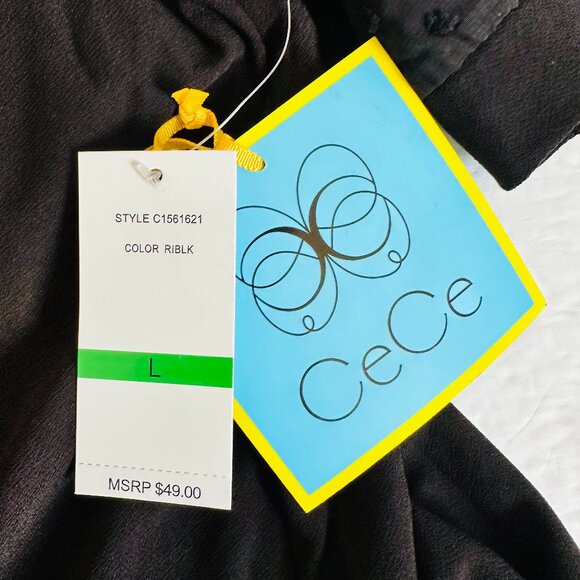 STYLE C1561621
COLOR RIBLK
L
MSRP $49.00
CeCe